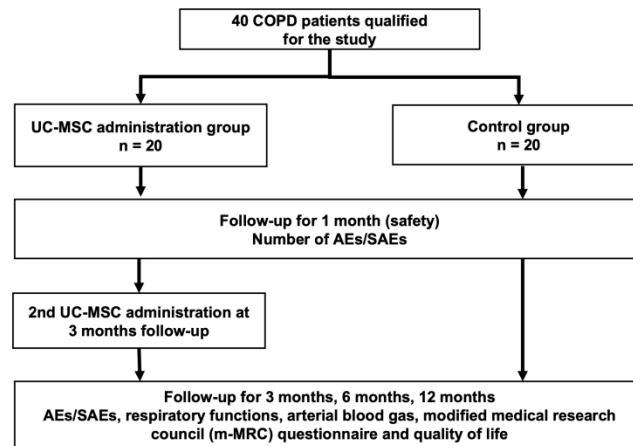 40 COPD patients qualified
for the study
UC-MSC administration group
n = 20
Control group
n = 20
Follow-up for 1 month (safety)
Number of AEs/SAEs
2nd UC-MSC administration at
3 months follow-up
Follow-up for 3 months, 6 months, 12 months
AEs/SAEs, respiratory functions, arterial blood gas, modified medical research
council (m-MRC) questionnaire and quality of life